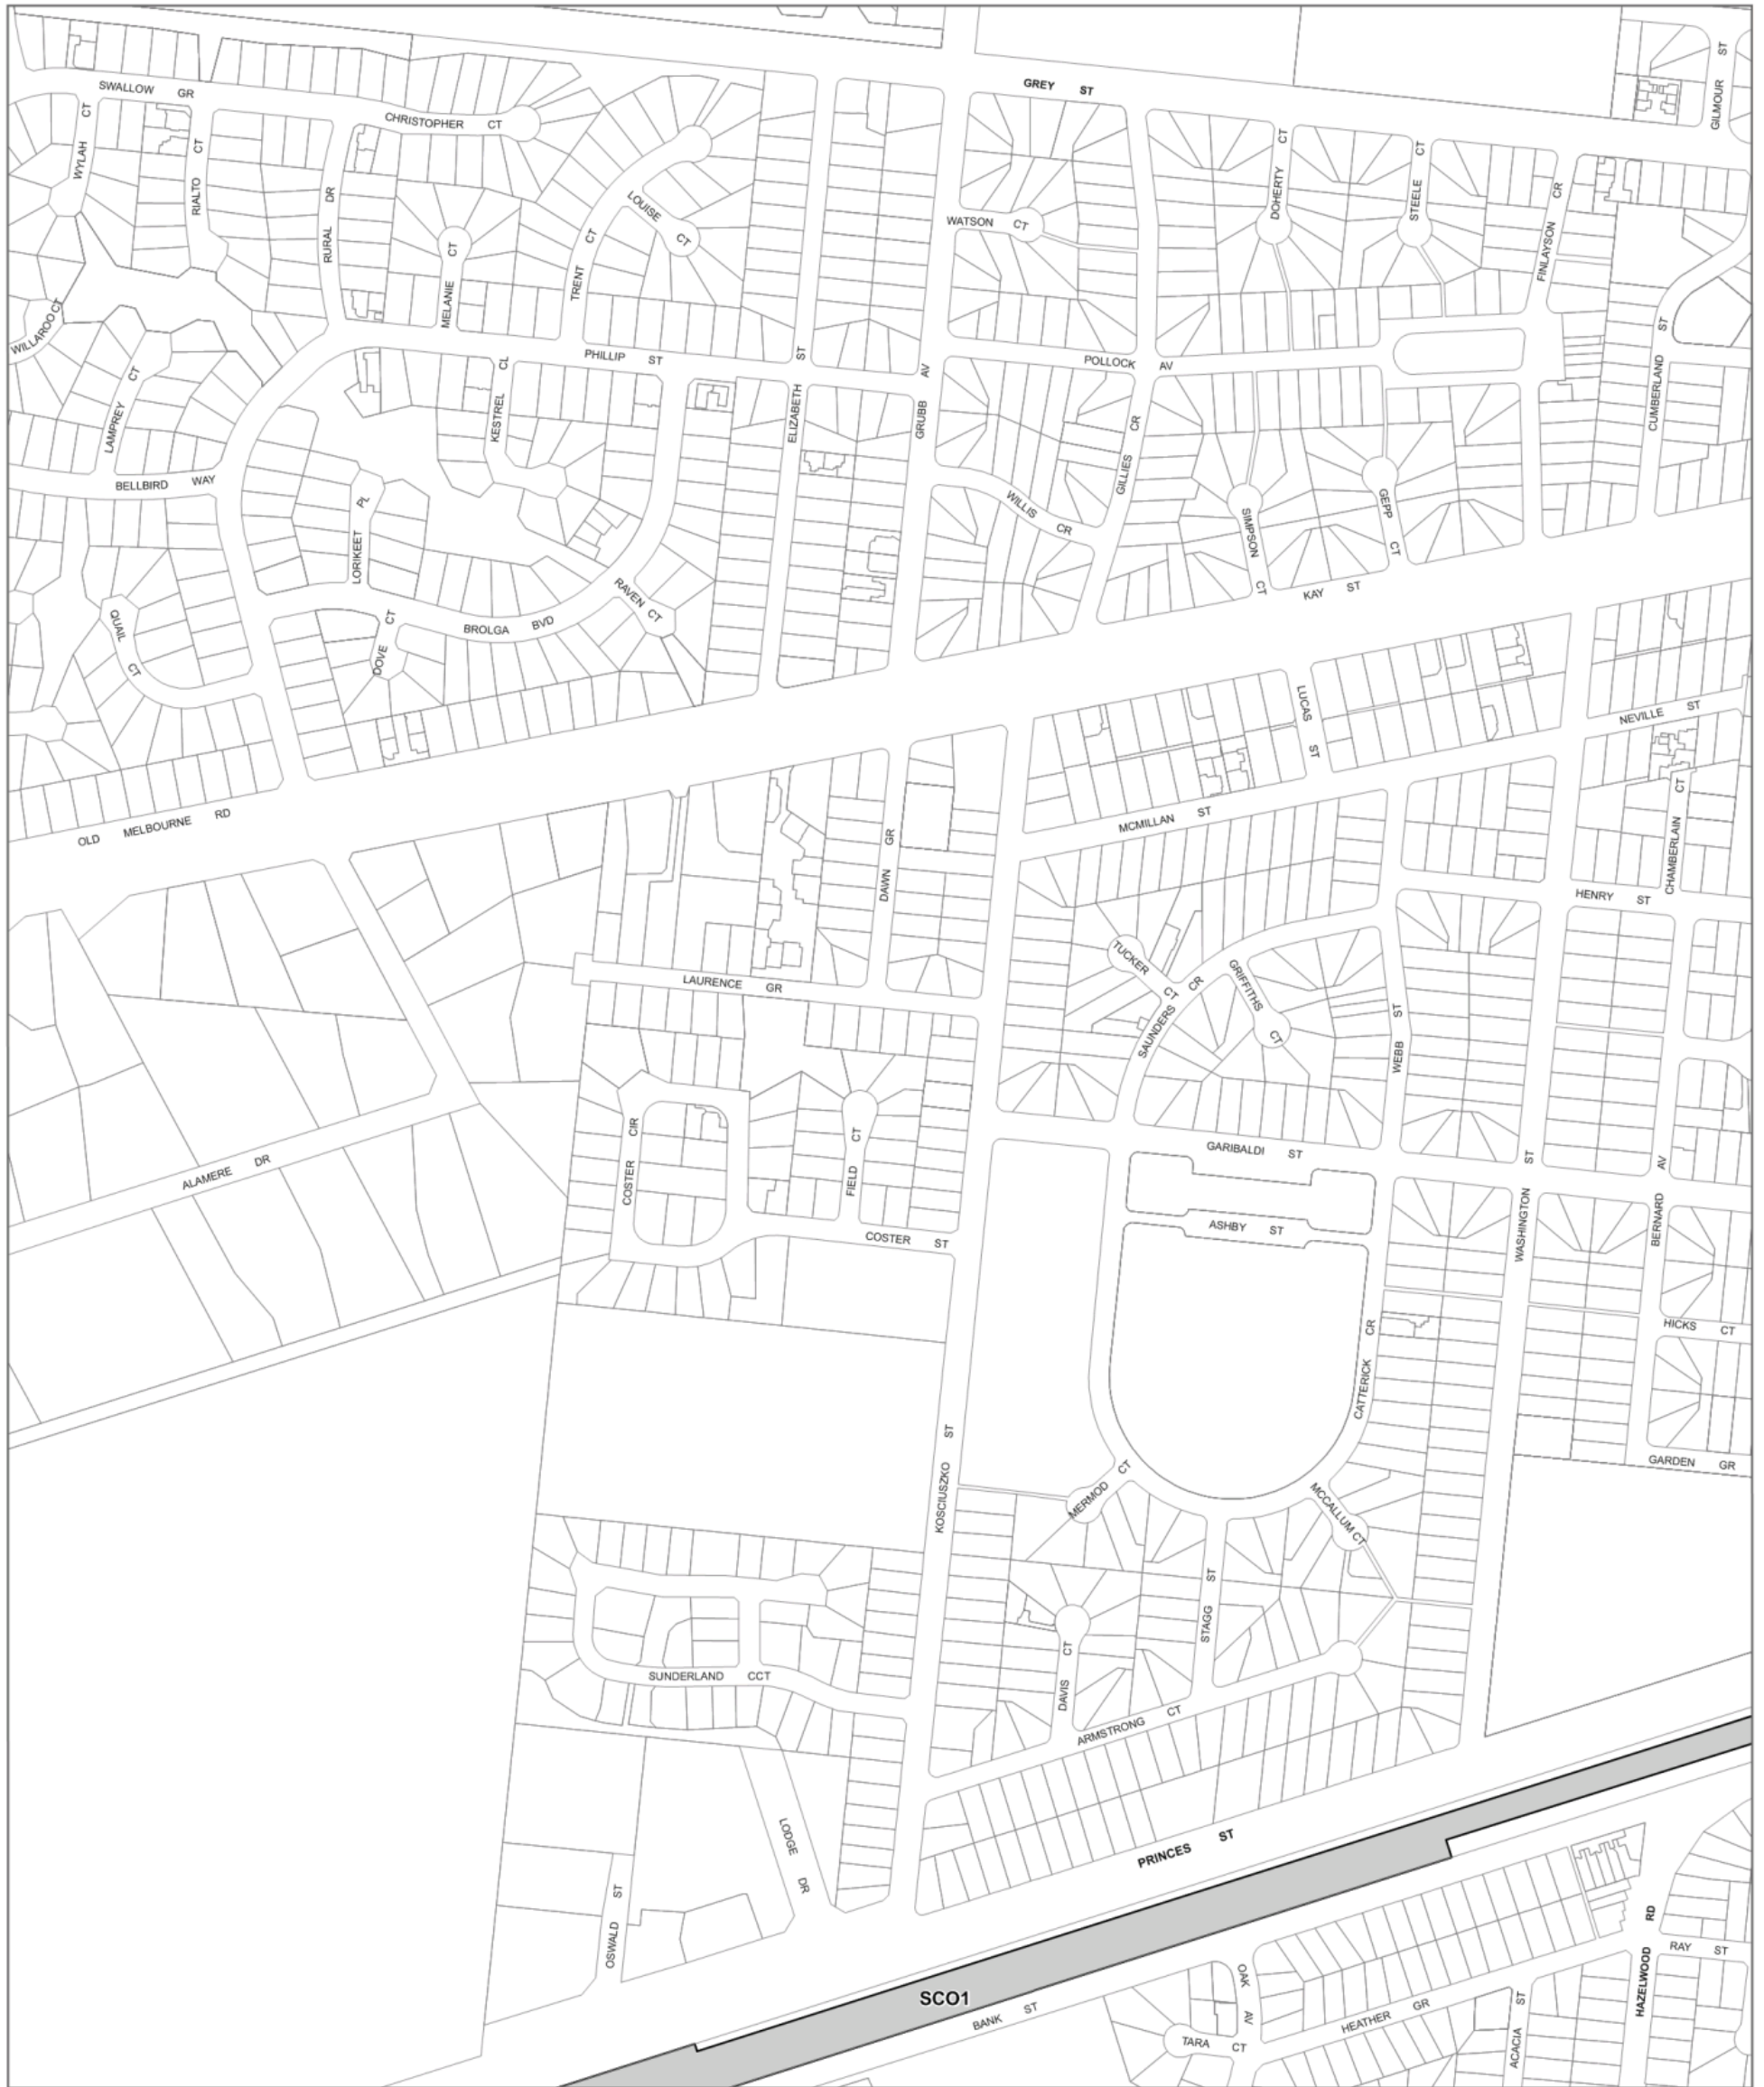 SWALLOW GR
GREY ST
GILMOUR ST
WYLAH CT
RIALTO CT
RURAL DR
CHRISTOPHER CT
LOUISE CT
TRENT CT
MELANIE CT
WATSON CT
DOHERTY CT
STEELE CT
FINLAYSON CR
WILLAROO CT
LAMPREY CT
KESTREL CL
PHILLIP ST
ELIZABETH ST
GRUBB AV
POLLOCK AV
GILLIES CR
CUMBERLAND ST
BELLBIRD WAY
LORIKEET PL
WILLIS CR
SIMPSON CT
GEPP CT
KAY ST
QUAIL CT
DOVE CT
BROLGA BVD
RAVEN CT
LUCAS ST
NEVILLE ST
OLD MELBOURNE RD
DAWN GR
MCMILLAN ST
CHAMBERLAIN CT
HENRY ST
LAURENCE GR
TUCKER CT
SAUNDERS CR
GRIFFITHS CT
WEBB ST
ALAMERE DR
COSTER CIR
FIELD CT
GARIBALDI ST
WASHINGTON ST
BERNARD AV
COSTER ST
ASHBY ST
HICKS CT
CATTERICK CR
KOSCIUSZKO ST
MERMOD CT
MCCALLUM CT
GARDEN GR
STAGG ST
DAVIS CT
SUNDERLAND CCT
ARMSTRONG CT
LODGE DR
PRINCES ST
OSWALD ST
HAZELWOOD RD
RAY ST
SCO1
BANK ST
OAK AV
HEATHER GR
TARA CT
ACACIA ST